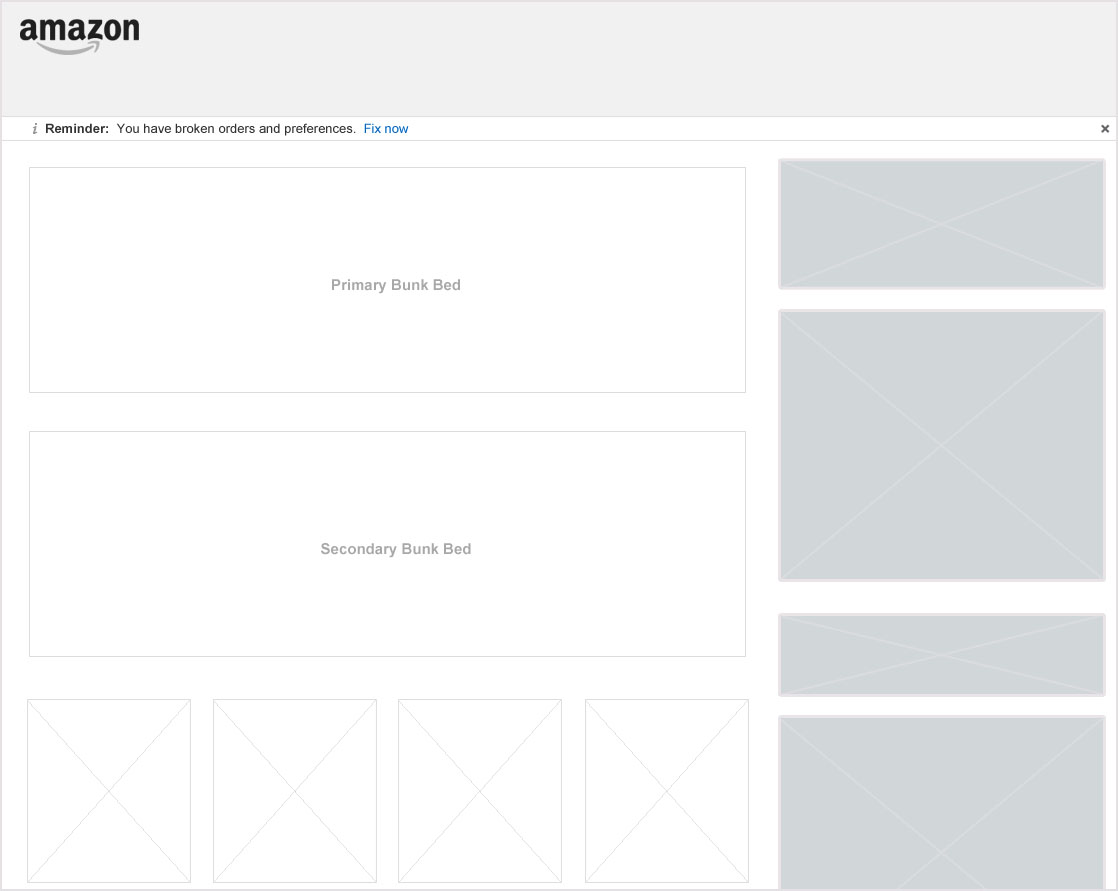 amazon
i Reminder: You have broken orders and preferences. Fix now ×
Primary Bunk Bed
Secondary Bunk Bed